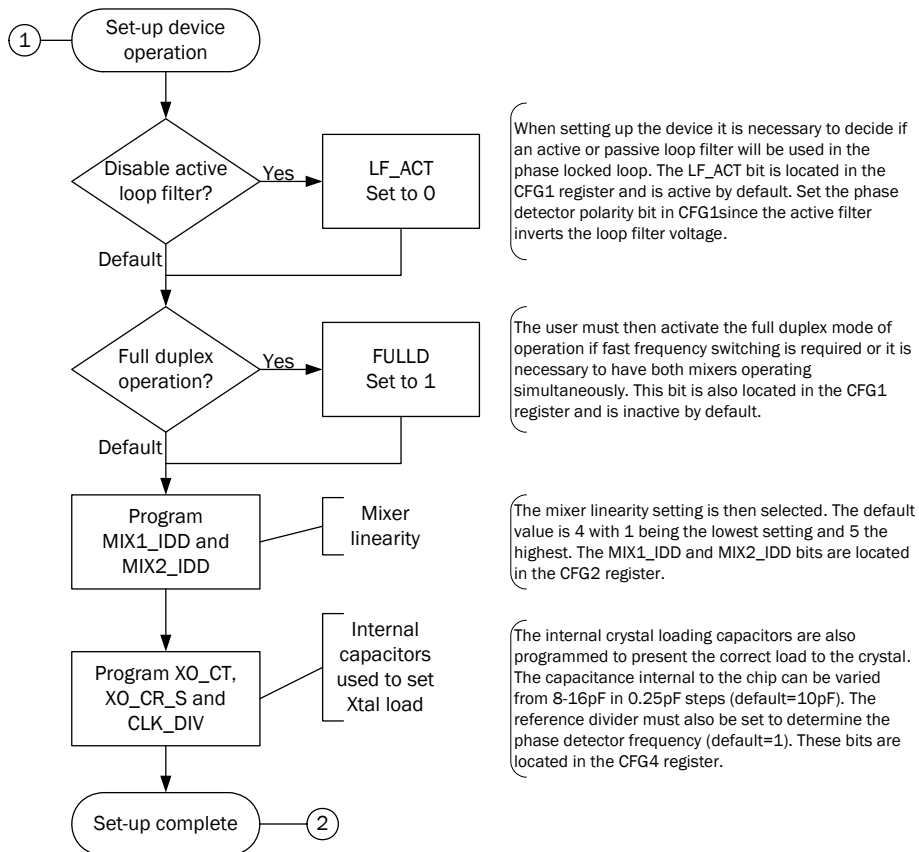 1
Set-up device
operation
Disable active
loop filter?
Yes
LF_ACT
Set to 0
Default
When setting up the device it is necessary to decide if
an active or passive loop filter will be used in the
phase locked loop. The LF_ACT bit is located in the
CFG1 register and is active by default. Set the phase
detector polarity bit in CFG1since the active filter
inverts the loop filter voltage.
Full duplex
operation?
Yes
FULLD
Set to 1
Default
The user must then activate the full duplex mode of
operation if fast frequency switching is required or it is
necessary to have both mixers operating
simultaneously. This bit is also located in the CFG1
register and is inactive by default.
Program
MIX1_IDD and
MIX2_IDD
Mixer
linearity
The mixer linearity setting is then selected. The default
value is 4 with 1 being the lowest setting and 5 the
highest. The MIX1_IDD and MIX2_IDD bits are located
in the CFG2 register.
Program XO_CT,
XO_CR_S and
CLK_DIV
Internal
capacitors
used to set
Xtal load
The internal crystal loading capacitors are also
programmed to present the correct load to the crystal.
The capacitance internal to the chip can be varied
from 8-16pF in 0.25pF steps (default=10pF). The
reference divider must also be set to determine the
phase detector frequency (default=1). These bits are
located in the CFG4 register.
Set-up complete
2